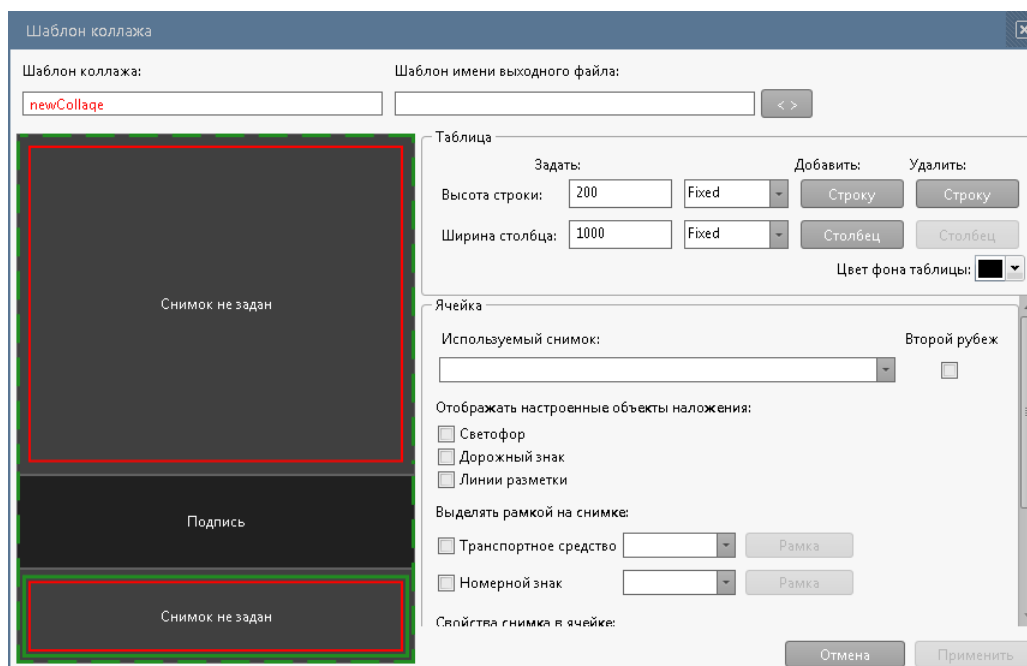 Шаблон коллажа
Шаблон коллажа: Шаблон имени выходного файла:
newCollage < >
Таблица
Задать: Добавить: Удалить:
Высота строки: 200 Fixed Строку Строку
Ширина столбца: 1000 Fixed Столбец Столбец
Цвет фона таблицы:
Снимок не задан
Подпись
Снимок не задан
Ячейка
Используемый снимок: Второй рубеж
Отображать настроенные объекты наложения:
Светофор
Дорожный знак
Линии разметки
Выделять рамкой на снимке:
Транспортное средство Рамка
Номерной знак Рамка
Свойства снимка в ячейке:
Отмена Применить